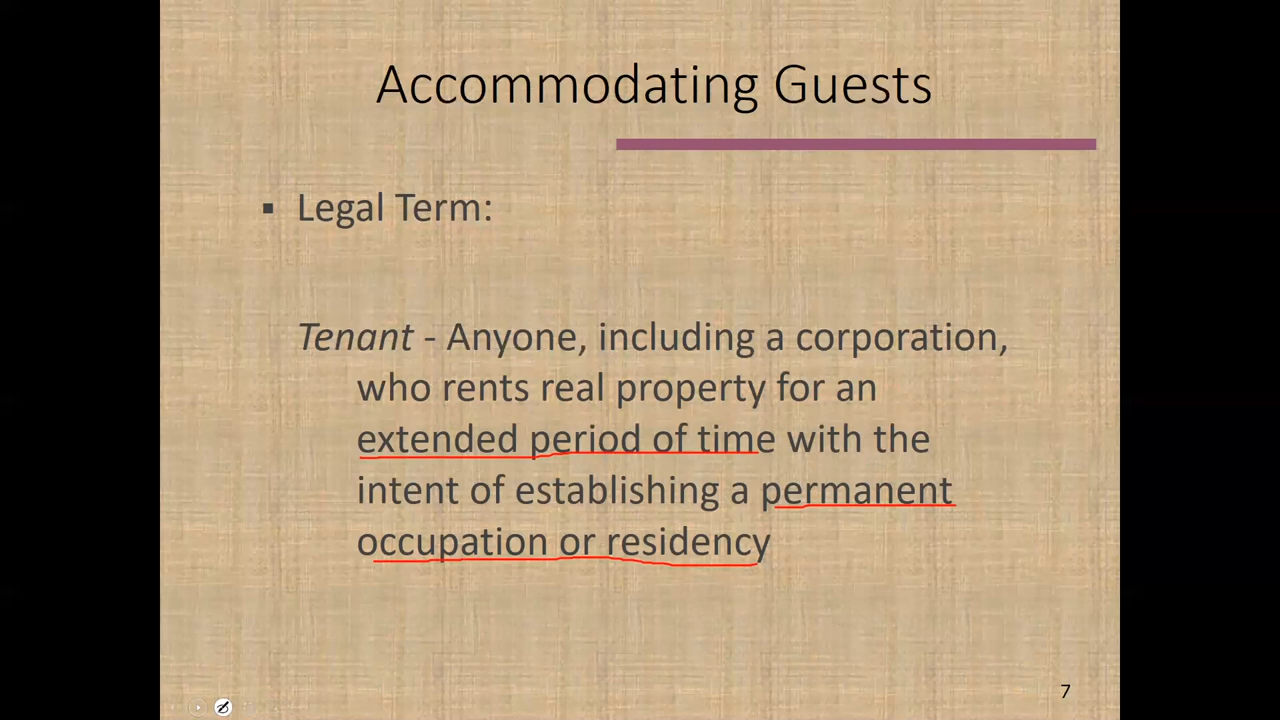 Accommodating Guests
▪ Legal Term:
Tenant - Anyone, including a corporation,
who rents real property for an
extended period of time with the
intent of establishing a permanent
occupation or residency
7